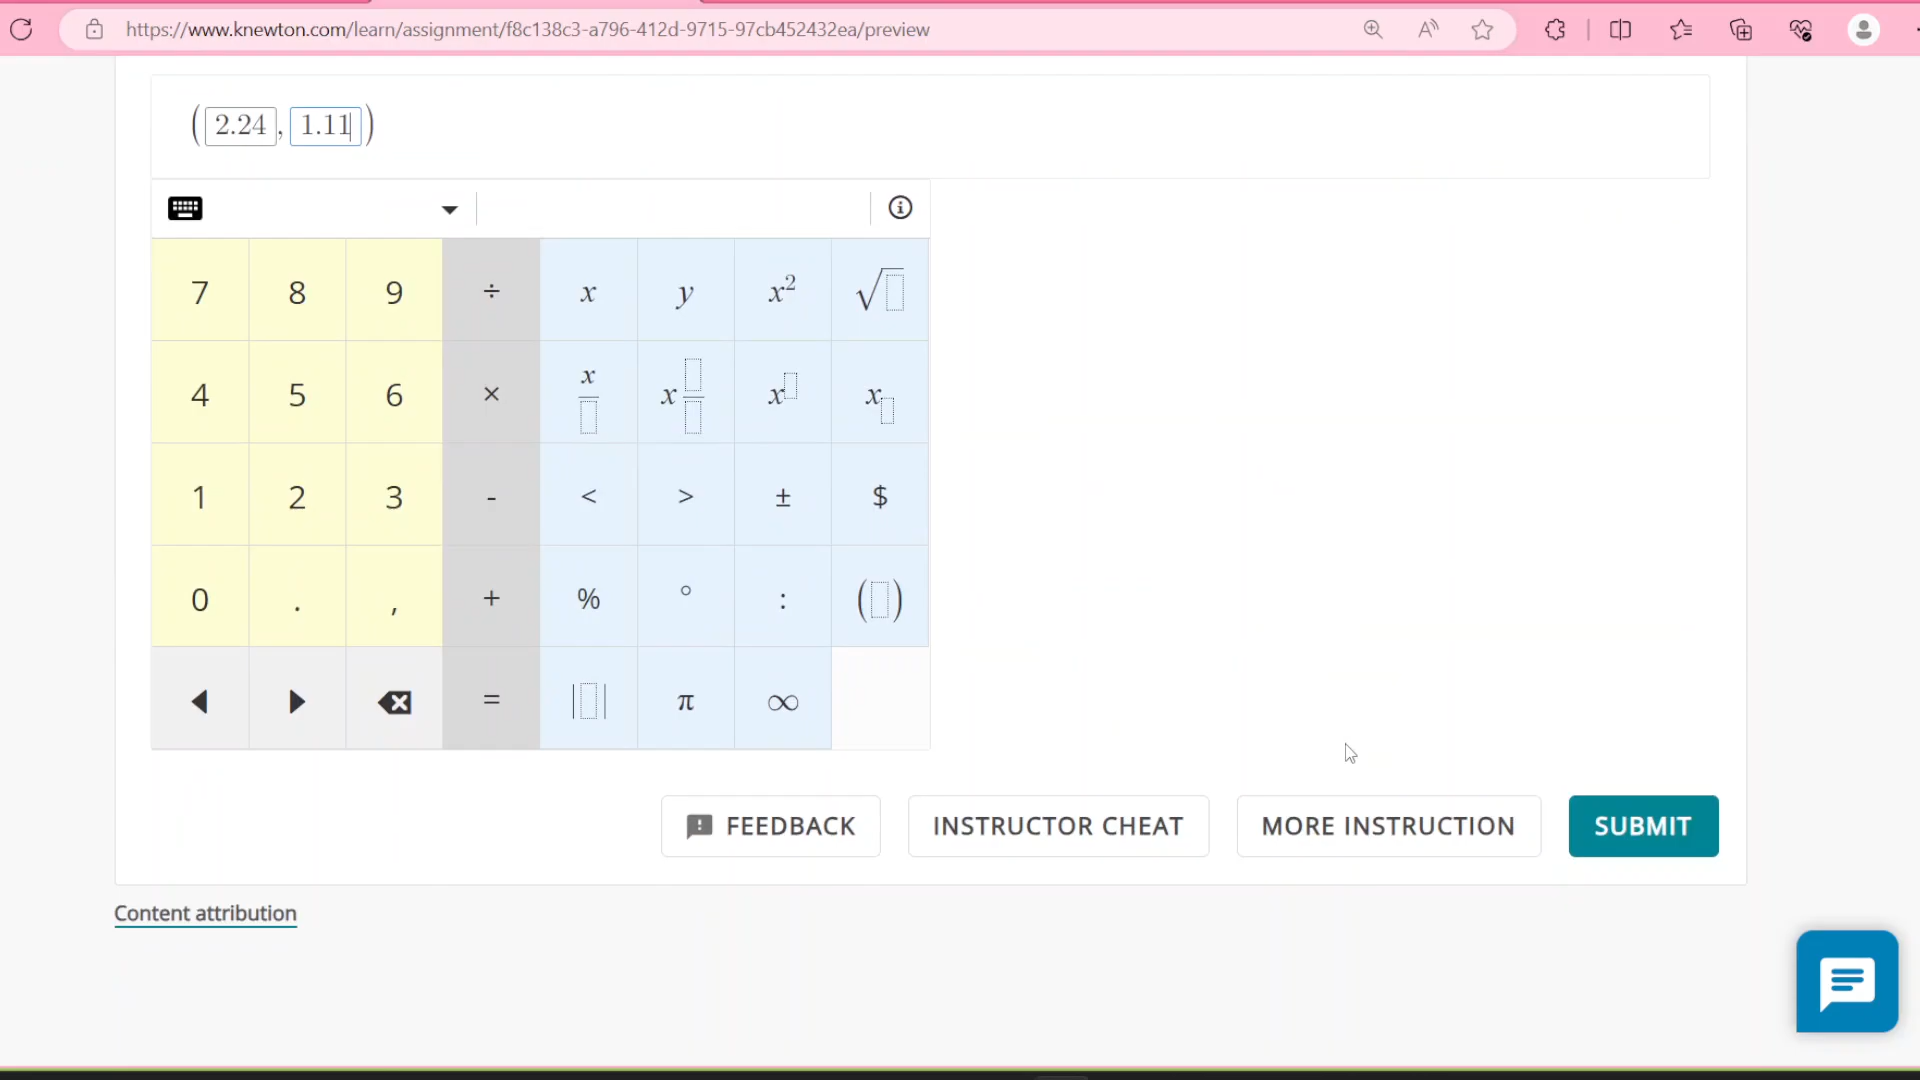 https://www.knewton.com/learn/assignment/f8c138c3-a796-412d-9715-97cb452432ea/preview
(2.24, 1.11)
7 8 9 ÷ x y x² √
4 5 6 × x x x x
1 2 3 - < > ± $
0 . , + % ° : ()
= || π ∞
FEEDBACK INSTRUCTOR CHEAT MORE INSTRUCTION SUBMIT
Content attribution